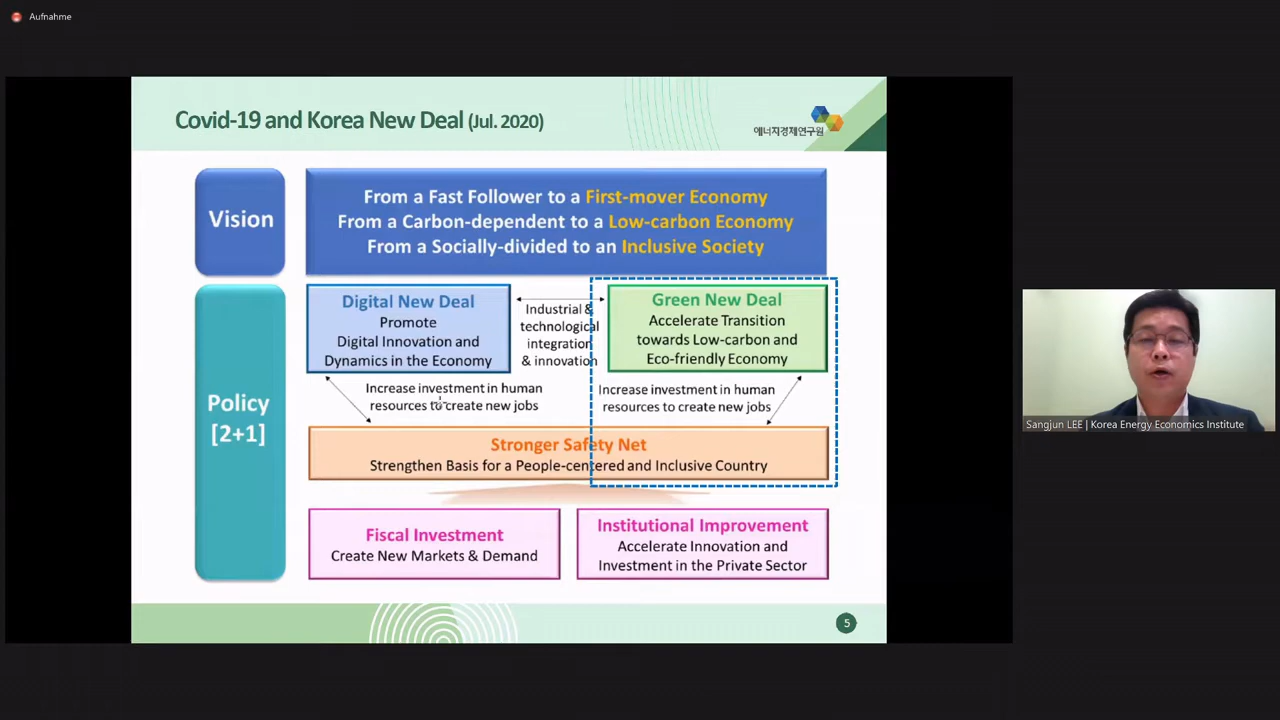 Aufnahme
Covid-19 and Korea New Deal (Jul. 2020)
에너지경제연구원
Vision
From a Fast Follower to a First-mover Economy
From a Carbon-dependent to a Low-carbon Economy
From a Socially-divided to an Inclusive Society
Policy
[2+1]
Digital New Deal
Promote
Digital Innovation and
Dynamics in the Economy
Industrial &
technological
integration
& innovation
Green New Deal
Accelerate Transition
towards Low-carbon and
Eco-friendly Economy
Increase investment in human
resources to create new jobs
Increase investment in human
resources to create new jobs
Stronger Safety Net
Strengthen Basis for a People-centered and Inclusive Country
Fiscal Investment
Create New Markets & Demand
Institutional Improvement
Accelerate Innovation and
Investment in the Private Sector
5
Sangjun LEE | Korea Energy Economics Institute